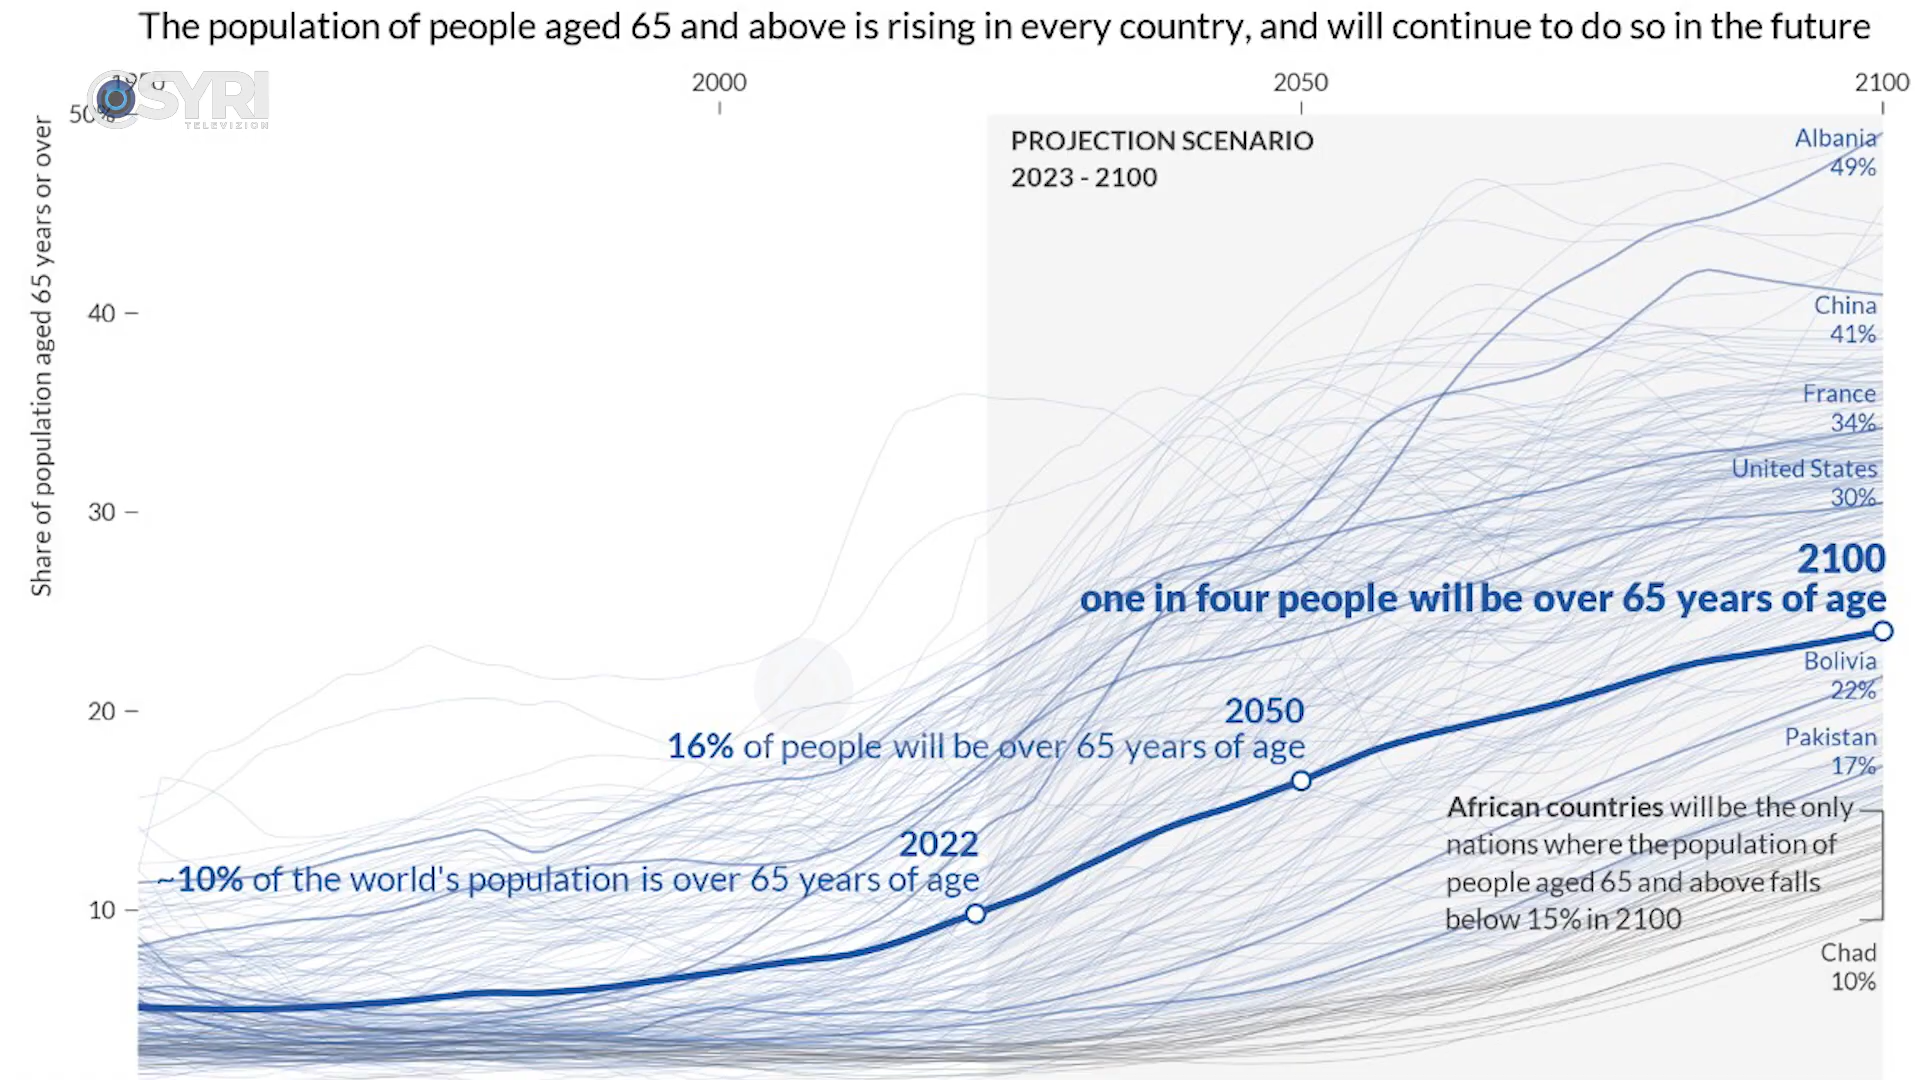 The population of people aged 65 and above is rising in every country, and will continue to do so in the future
1950
2000
2050
2100
SYRI
TELEVIZION
50%
40
30
20
10
Share of population aged 65 years or over
PROJECTION SCENARIO
2023 - 2100
Albania
49%
China
41%
France
34%
United States
30%
2100
one in four people will be over 65 years of age
Bolivia
22%
2050
16% of people will be over 65 years of age
Pakistan
17%
2022
~10% of the world's population is over 65 years of age
African countries will be the only
nations where the population of
people aged 65 and above falls
below 15% in 2100
Chad
10%